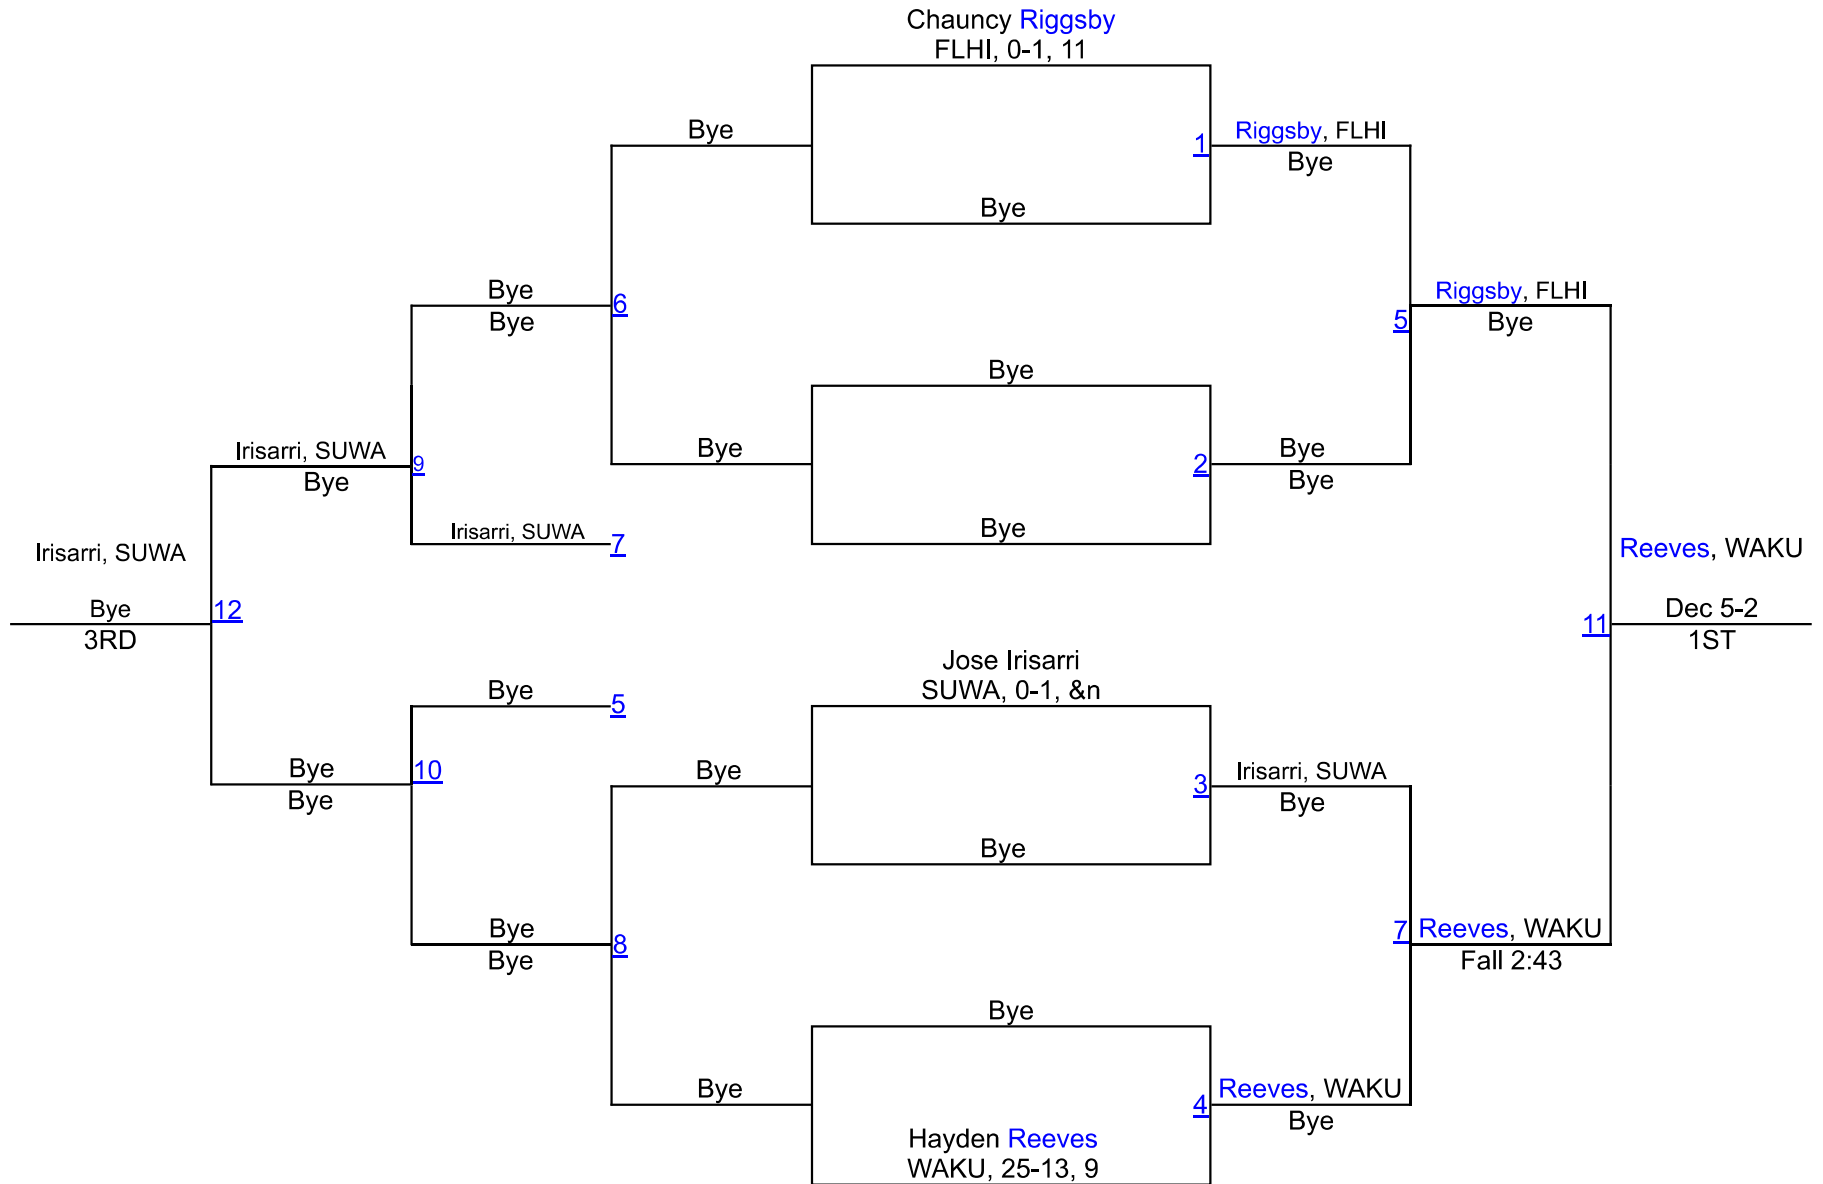 Chauncy Riggsby
FLHI, 0-1, 11
Bye
1
Riggsby, FLHI
Bye
Bye
Bye
Bye
6
Riggsby, FLHI
Bye
5
Bye
Irisarri, SUWA
Bye
9
Bye
2
Bye
Bye
Bye
Irisarri, SUWA
7
Irisarri, SUWA
Bye
3RD
12
Reeves, WAKU
Dec 5-2
1ST
11
Jose Irisarri
SUWA, 0-1, &n
Bye
5
Bye
Bye
10
Bye
3
Irisarri, SUWA
Bye
Bye
Bye
Bye
8
7
Reeves, WAKU
Fall 2:43
Bye
Bye
4
Reeves, WAKU
Bye
Hayden Reeves
WAKU, 25-13, 9